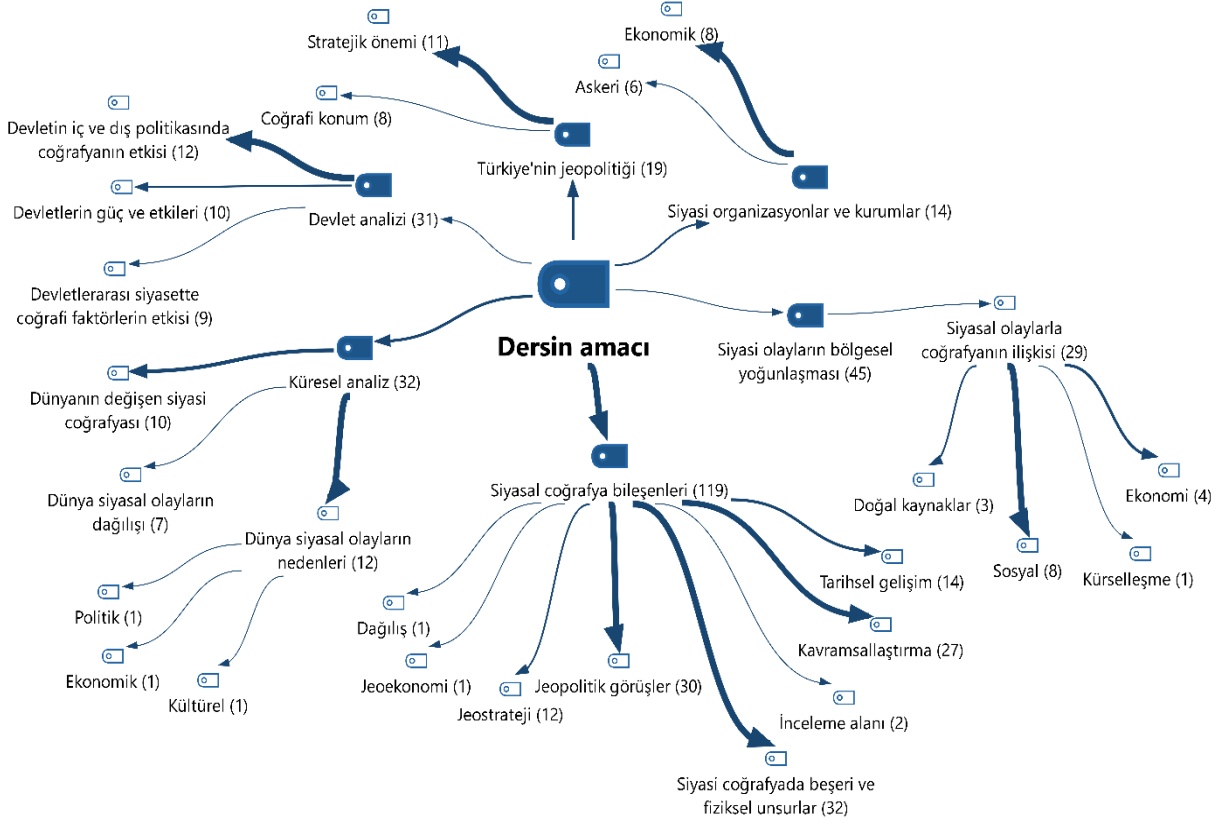 Stratejik önemi (11)
Ekonomik (8)
Askeri (6)
Coğrafi konum (8)
Devletin iç ve dış politikasında
coğrafyanın etkisi (12)
Türkiye'nin jeopolitiği (19)
Devletlerin güç ve etkileri (10)
Devlet analizi (31)
Siyasi organizasyonlar ve kurumlar (14)
Devletlerarası siyasette
coğrafi faktörlerin etkisi (9)
Dersin amacı
Siyasi olayların bölgesel
yoğunlaşması (45)
Siyasal olaylarla
coğrafyanın ilişkisi (29)
Küresel analiz (32)
Dünyanın değişen siyasi
coğrafyası (10)
Dünya siyasal olayların
dağılışı (7)
Siyasal coğrafya bileşenleri (119)
Doğal kaynaklar (3)
Ekonomi (4)
Dünya siyasal olayların
nedenleri (12)
Sosyal (8)
Kürselleşme (1)
Tarihsel gelişim (14)
Politik (1)
Dağılış (1)
Kavramsallaştırma (27)
Ekonomik (1)
Kültürel (1)
Jeoekonomi (1)
Jeostrateji (12)
Jeopolitik görüşler (30)
İnceleme alanı (2)
Siyasi coğrafyada beşeri ve
fiziksel unsurlar (32)